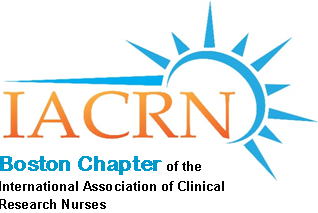 IACRN
Boston Chapter of the
International Association of Clinical
Research Nurses